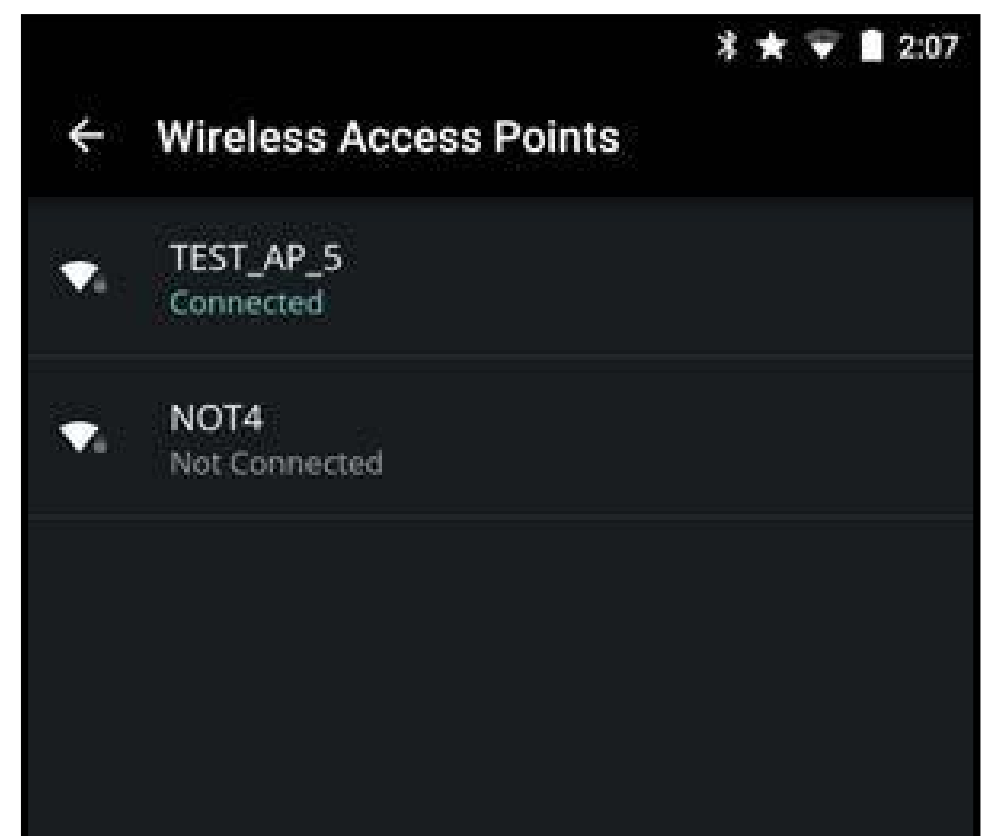 2:07
Wireless Access Points
TEST_AP_5
Connected
NOT4
Not Connected